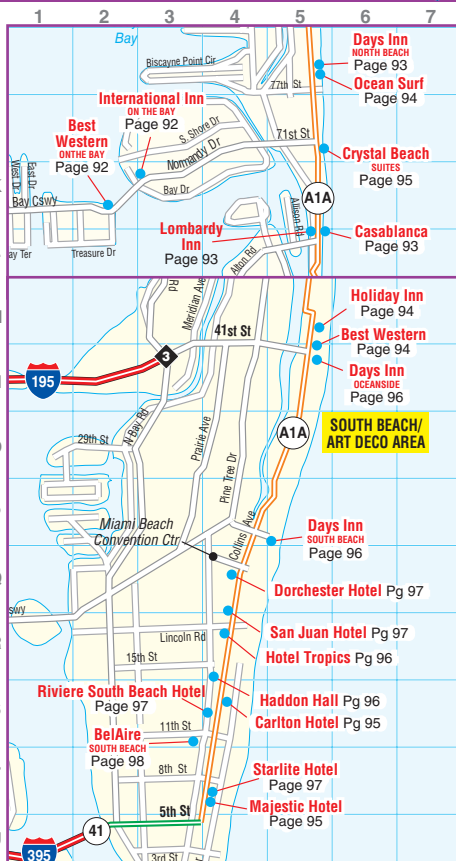 1 2 3 4 5 6 7
Bay
Biscayne Point Cir
77th St
Days Inn
NORTH BEACH
Page 93
Ocean Surf
Page 94
International Inn
ON THE BAY
Page 92
Best
Western
ONTHE BAY
Page 92
S. Shore Dr
71st St
Normandy Dr
Crystal Beach
SUITES
Page 95
West Dr
East Dr
Bay Cswy
Bay Dr
A1A
Allison Rd
Lombardy
Inn
Page 93
Casablanca
Page 93
ay Ter
Treasure Dr
Alton Rd
Rd
Meridian Ave
Holiday Inn
Page 94
41st St
Best Western
Page 94
3
Days Inn
OCEANSIDE
Page 96
195
N Bay Rd
Prairie Ave
A1A
SOUTH BEACH/
ART DECO AREA
29th St
Pine Tree Dr
Miami Beach
Convention Ctr
Collins Ave
Days Inn
SOUTH BEACH
Page 96
Dorchester Hotel Pg 97
swy
San Juan Hotel Pg 97
Lincoln Rd
Hotel Tropics Pg 96
15th St
Riviere South Beach Hotel
Page 97
Haddon Hall Pg 96
Carlton Hotel Pg 95
11th St
BelAire
SOUTH BEACH
Page 98
8th St
Starlite Hotel
Page 97
5th St
Majestic Hotel
Page 95
41
395
3rd St